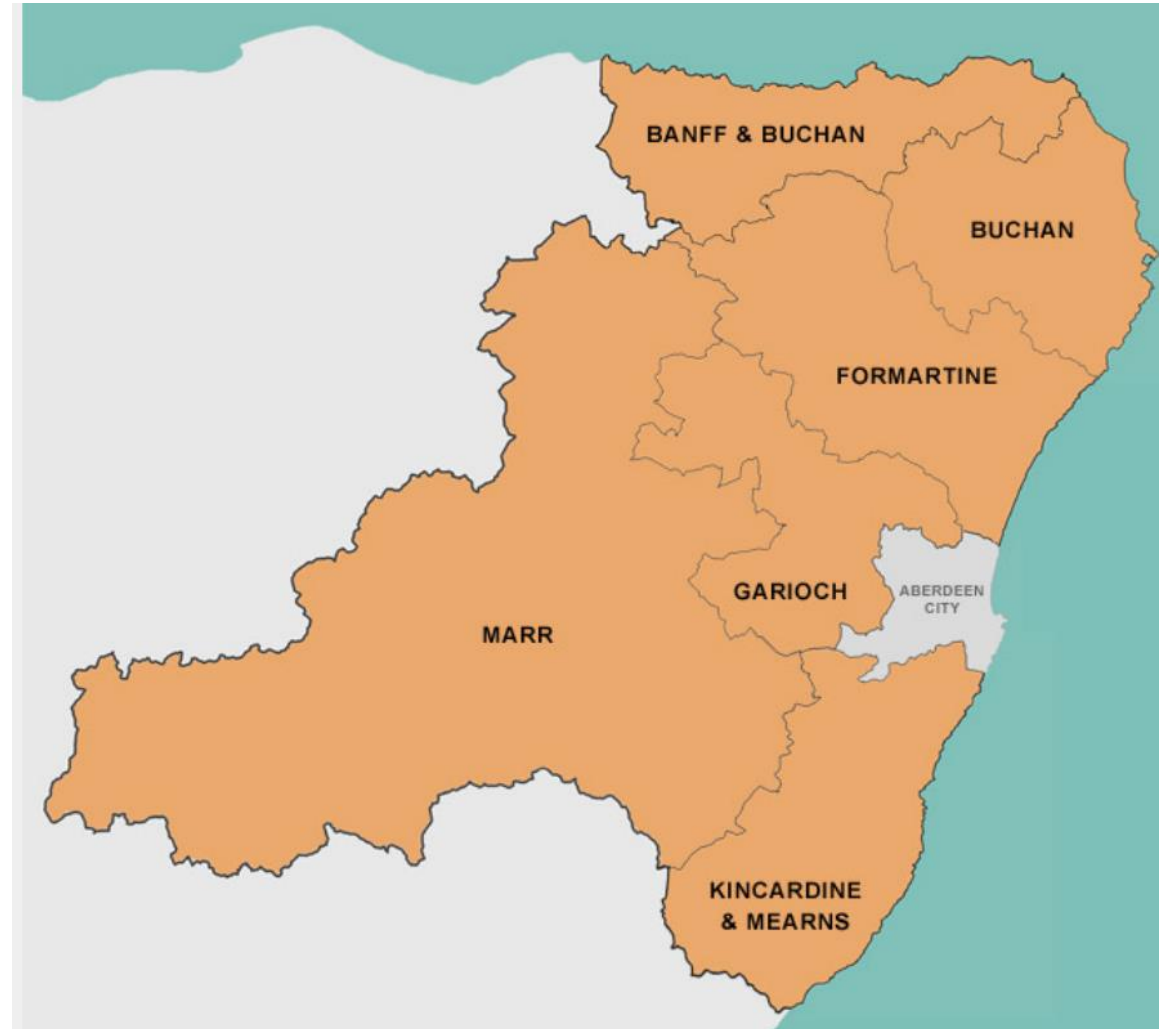 BANFF & BUCHAN
BUCHAN
FORMARTINE
GARIOCH
ABERDEEN
CITY
MARR
KINCARDINE
& MEARNS